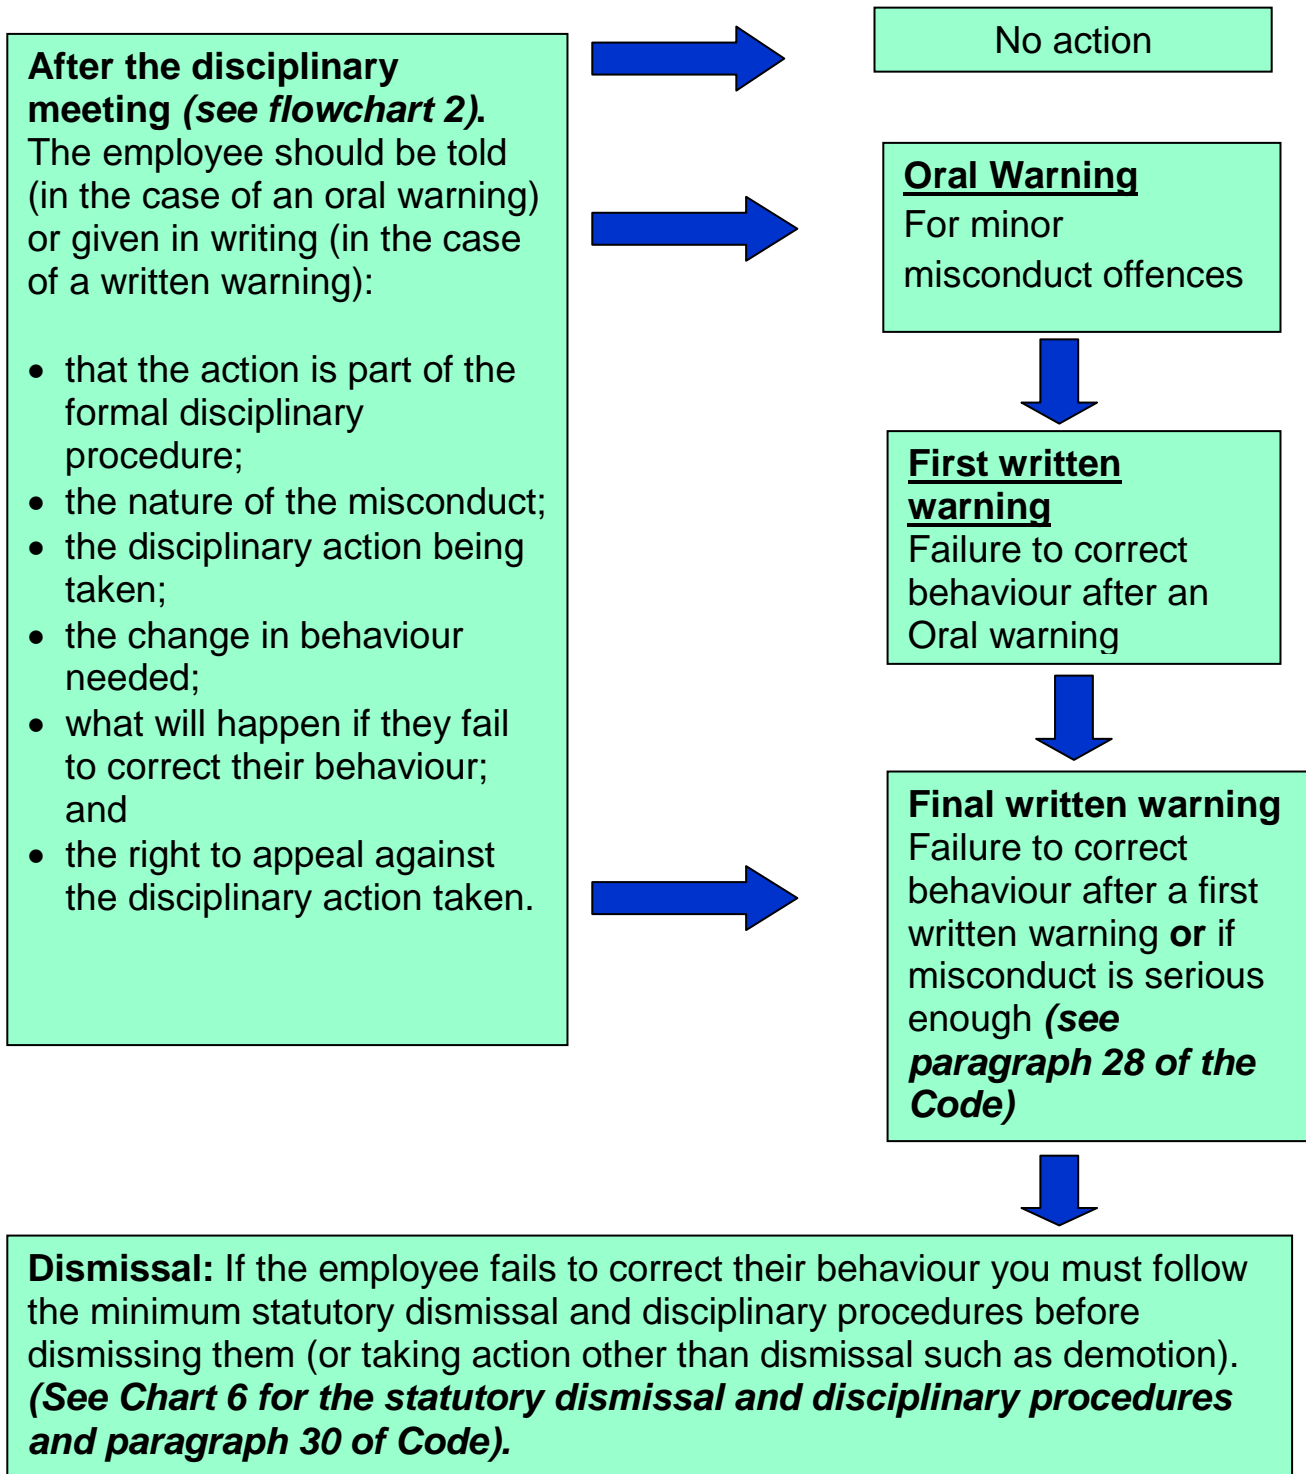 After the disciplinary
meeting (see flowchart 2).
The employee should be told
(in the case of an oral warning)
or given in writing (in the case
of a written warning):
• that the action is part of the
formal disciplinary
procedure;
• the nature of the misconduct;
• the disciplinary action being
taken;
• the change in behaviour
needed;
• what will happen if they fail
to correct their behaviour;
and
• the right to appeal against
the disciplinary action taken.
No action
Oral Warning
For minor
misconduct offences
First written
warning
Failure to correct
behaviour after an
Oral warning
Final written warning
Failure to correct
behaviour after a first
written warning or if
misconduct is serious
enough (see
paragraph 28 of the
Code)
Dismissal: If the employee fails to correct their behaviour you must follow
the minimum statutory dismissal and disciplinary procedures before
dismissing them (or taking action other than dismissal such as demotion).
(See Chart 6 for the statutory dismissal and disciplinary procedures
and paragraph 30 of Code).